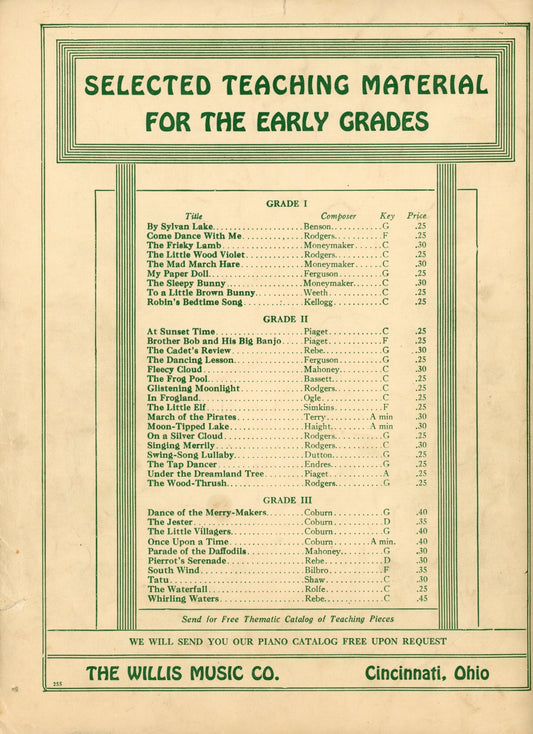 SELECTED TEACHING MATERIAL
FOR THE EARLY GRADES
GRADE I
Title Composer Key Price
By Sylvan Lake Benson G .25
Come Dance With Me Rodgers F .25
The Frisky Lamb Moneymaker C .30
The Little Wood Violet Rodgers C .25
The Mad March Hare Moneymaker C .30
My Paper Doll Ferguson G .25
The Sleepy Bunny Moneymaker C .30
To a Little Brown Bunny Weeth C .25
Robin's Bedtime Song Kellogg C .25
GRADE II
At Sunset Time Piaget C .25
Brother Bob and His Big Banjo Piaget F .25
The Cadet's Review Rebe G .30
The Dancing Lesson Ferguson G .25
Fleecy Cloud Mahoney C .30
The Frog Pool Bassett C .25
Glistening Moonlight Rodgers C .25
In Frogland Ogle C .25
The Little Elf Simkins F .25
March of the Pirates Terry A min .30
Moon-Tipped Lake Haight A min .30
On a Silver Cloud Rodgers G .25
Singing Merrily Rodgers C .30
Swing-Song Lullaby Dutton G .25
The Tap Dancer Endres G .25
Under the Dreamland Tree Piaget A .25
The Wood-Thrush Rodgers G .25
GRADE III
Dance of the Merry-Makers Coburn G .40
The Jester Coburn D .35
The Little Villagers Coburn G .40
Once Upon a Time Coburn A min. .40
Parade of the Daffodils Mahoney G .30
Pierrot's Serenade Rebe D .30
South Wind Bilbro F .35
Tatu Shaw C .30
The Waterfall Rolfe C .25
Whirling Waters Rebe C .45
Send for Free Thematic Catalog of Teaching Pieces
WE WILL SEND YOU OUR PIANO CATALOG FREE UPON REQUEST
THE WILLIS MUSIC CO. Cincinnati, Ohio
255